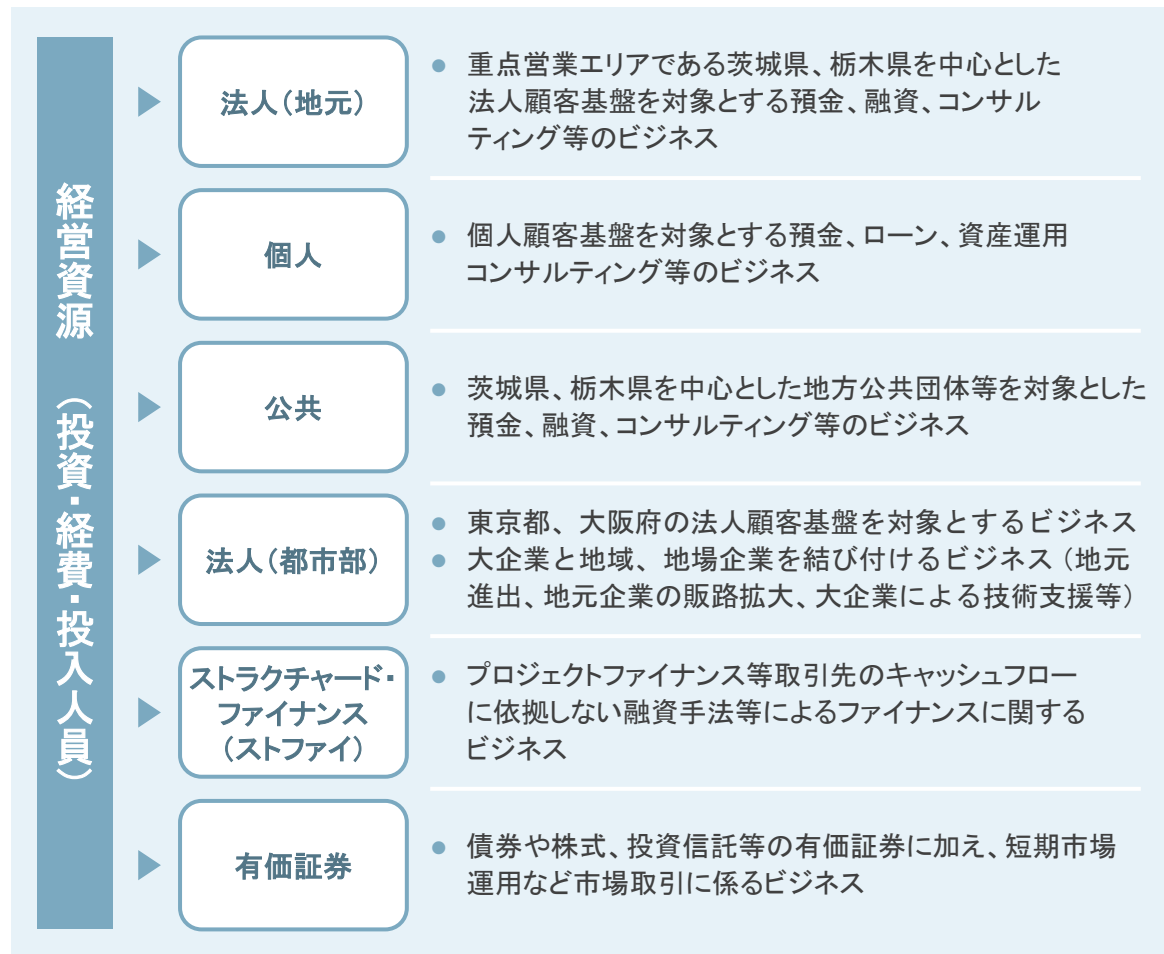 経営資源 （投資・経費・投入人員）
法人（地元）
● 重点営業エリアである茨城県、栃木県を中心とした
法人顧客基盤を対象とする預金、融資、コンサル
ティング等のビジネス
個人
● 個人顧客基盤を対象とする預金、ローン、資産運用
コンサルティング等のビジネス
公共
● 茨城県、栃木県を中心とした地方公共団体等を対象とした
預金、融資、コンサルティング等のビジネス
法人（都市部）
● 東京都、大阪府の法人顧客基盤を対象とするビジネス
● 大企業と地域、地場企業を結び付けるビジネス（地元
進出、地元企業の販路拡大、大企業による技術支援等）
ストラクチャード・
ファイナンス
（ストファイ）
● プロジェクトファイナンス等取引先のキャッシュフロー
に依拠しない融資手法等によるファイナンスに関する
ビジネス
有価証券
● 債券や株式、投資信託等の有価証券に加え、短期市場
運用など市場取引に係るビジネス